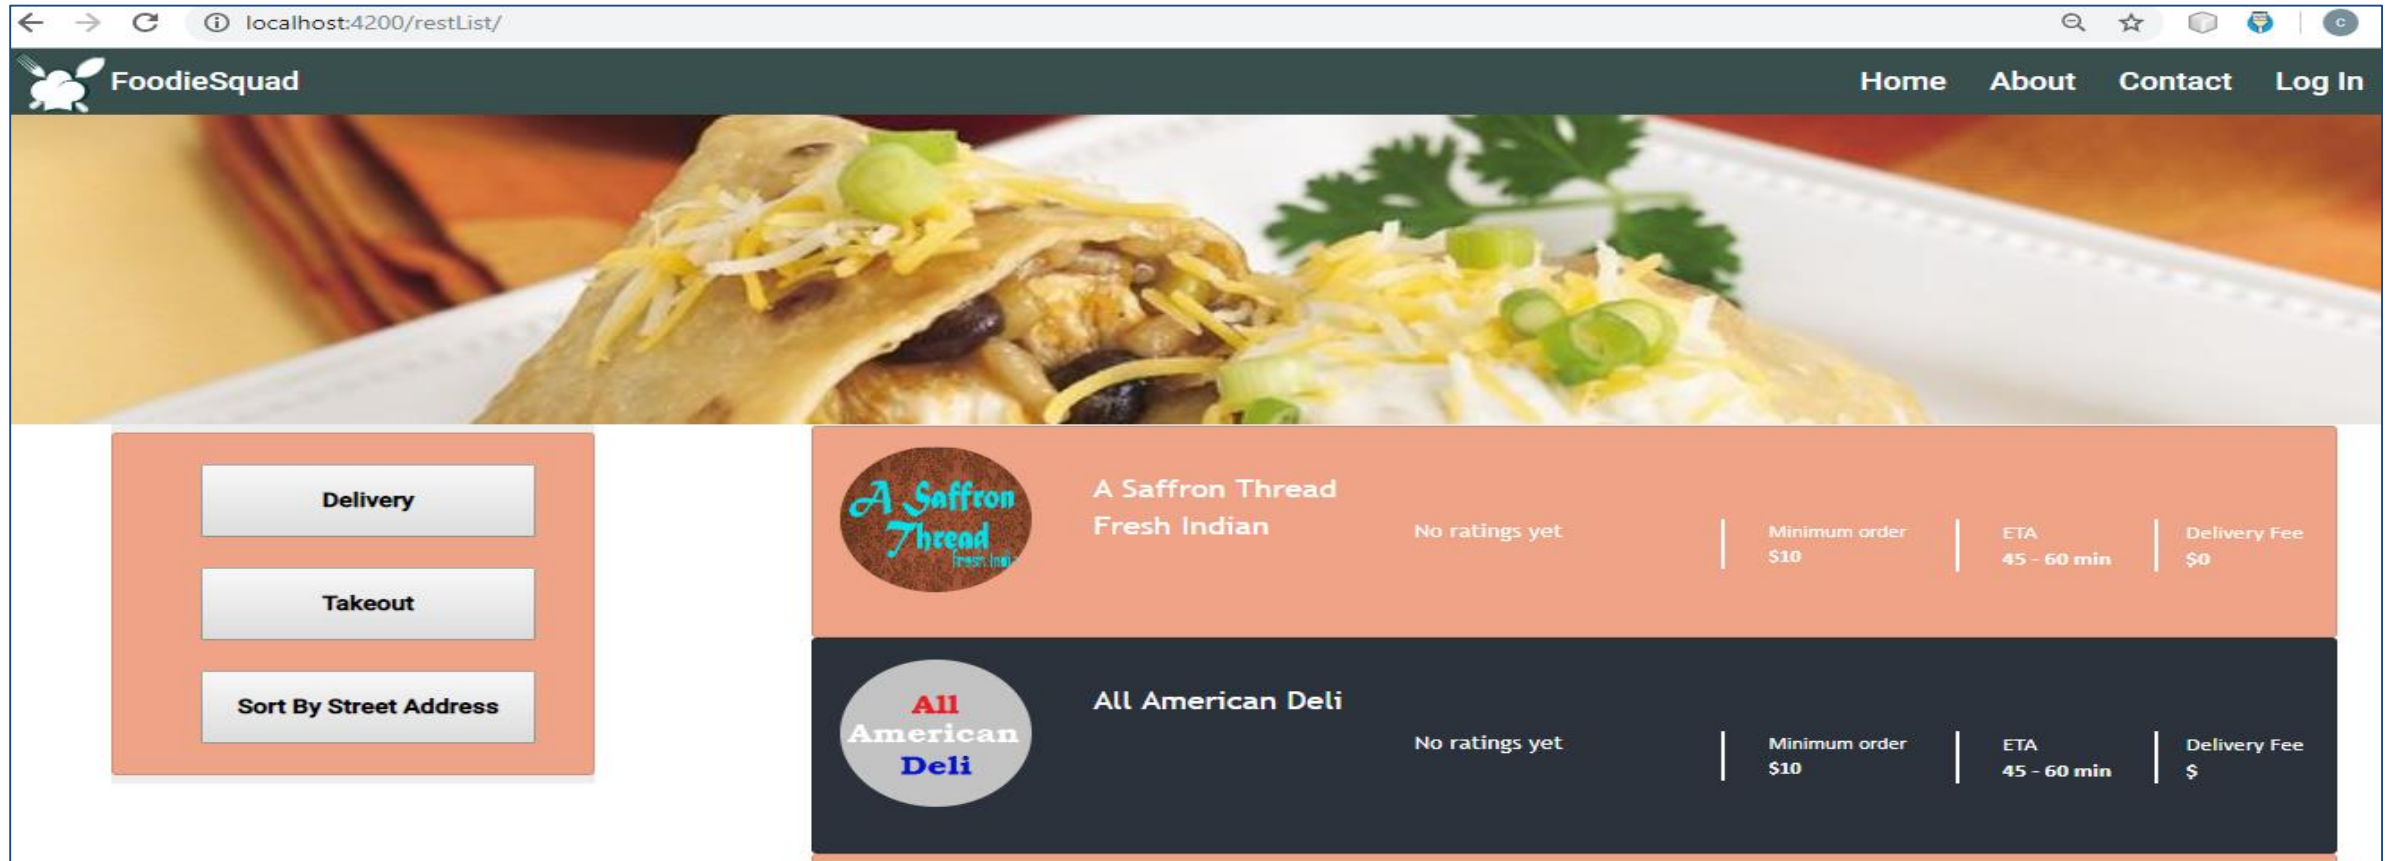 localhost:4200/restList/
C
FoodieSquad
Home About Contact Log In
Delivery
Takeout
Sort By Street Address
A Saffron
Thread
fresh Indi
A Saffron Thread
Fresh Indian
No ratings yet
Minimum order
$10
ETA
45 - 60 min
Delivery Fee
$0
All
American
Deli
All American Deli
No ratings yet
Minimum order
$10
ETA
45 - 60 min
Delivery Fee
$